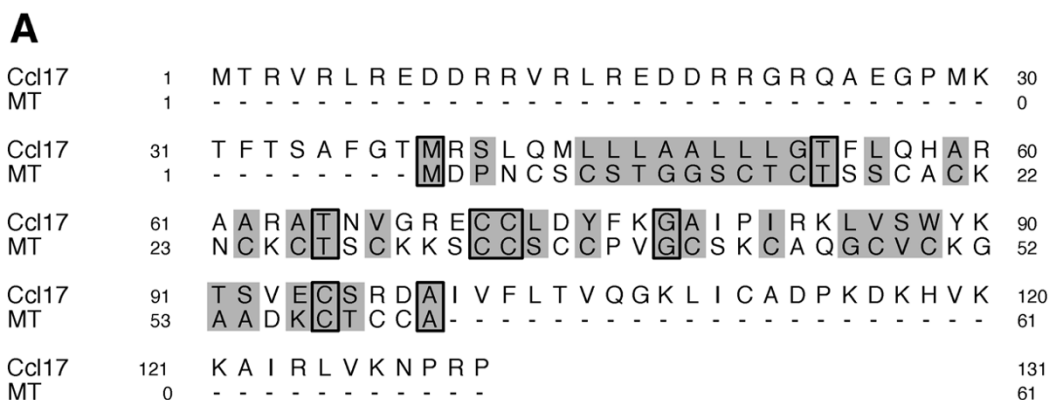 A
Ccl17 1 M T R V R L R E D D R R V R L R E D D R R G R Q A E G P M K 30
MT 1 - - - - - - - - - - - - - - - - - - - - - - - - - - - - - - 0
Ccl17 31 T F T S A F G T M R S L Q M L L L A A L L L G T F L Q H A R 60
MT 1 - - - - - - - - M D P N C S C S T G G S C T C T S S C A C K 22
Ccl17 61 A A R A T N V G R E C C L D Y F K G A I P I R K L V S W Y K 90
MT 23 N C K C T S C K K S C C S C C P V G C S K C A Q G C V C K G 52
Ccl17 91 T S V E C S R D A I V F L T V Q G K L I C A D P K D K H V K 120
MT 53 A A D K C T C C A - - - - - - - - - - - - - - - - - - - - - 61
Ccl17 121 K A I R L V K N P R P 131
MT 0 - - - - - - - - - - - 61